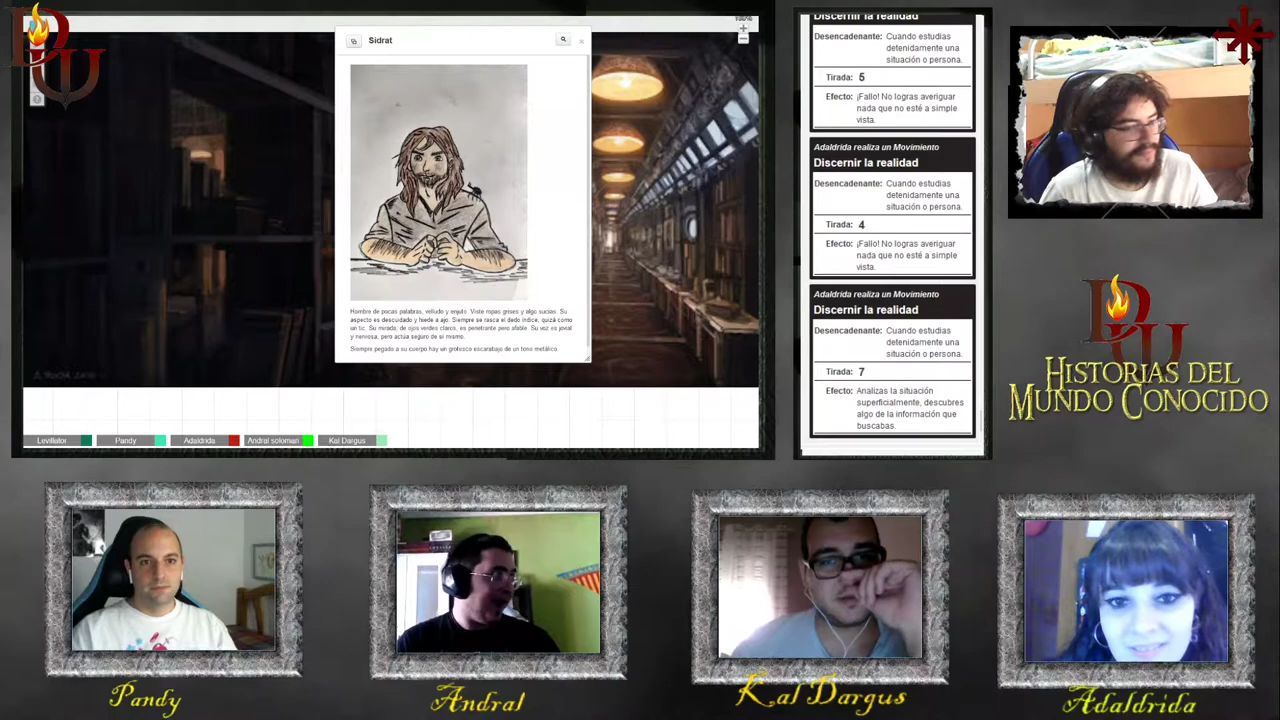 Sidrat
Hombre de pocas palabras, velludo y enjuto. Viste ropas grises y algo sucias. Su
aspecto es descuidado y hiede a ajo. Siempre se rasca el dedo índice, quizá como
un tic. Su mirada, de ojos verdes claros, es penetrante pero afable. Su voz es jovial
y nerviosa, pero actúa seguro de si mismo.
Siempre pegado a su cuerpo hay un grotesco escarabajo de un tono metálico.
Levillator
Pandy
Adaldrida
Andral soloman
Kal Dargus
100%
Discernir la realidad
Desencadenante: Cuando estudias
detenidamente una
situación o persona.
Tirada: 5
Efecto: ¡Fallo! No logras averiguar
nada que no esté a simple
vista.
Adaldrida realiza un Movimiento
Discernir la realidad
Desencadenante: Cuando estudias
detenidamente una
situación o persona.
Tirada: 4
Efecto: ¡Fallo! No logras averiguar
nada que no esté a simple
vista.
Adaldrida realiza un Movimiento
Discernir la realidad
Desencadenante: Cuando estudias
detenidamente una
situación o persona.
Tirada: 7
Efecto: Analizas la situación
superficialmente, descubres
algo de la información que
buscabas.
DU
DU
HISTORIAS DEL
MUNDO CONOCIDO
Pandy
Andral
Kal Dargus
Adaldrida